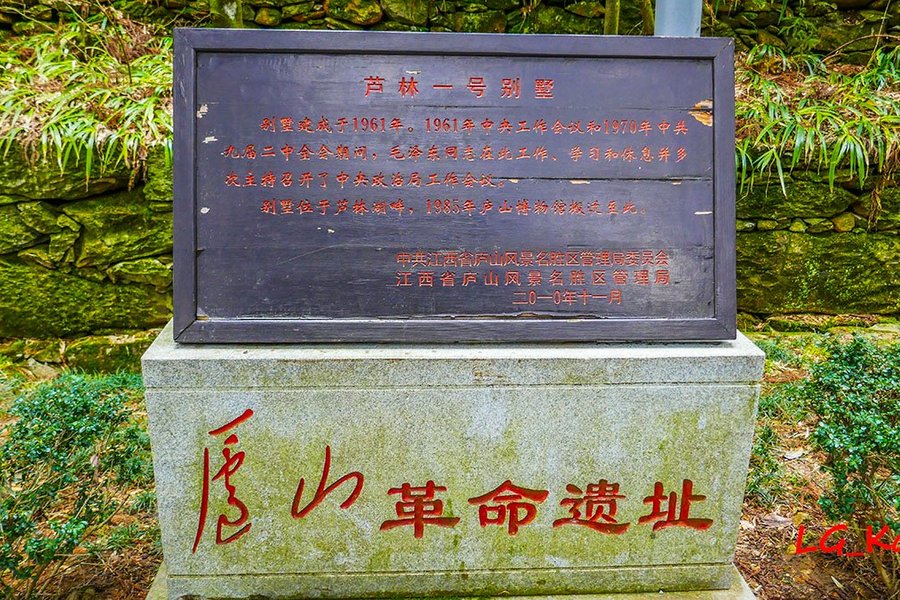 芦林一号别墅
别墅建成于1961年。1961年中央工作会议和1970年中共
九届二中全会期间，毛泽东同志在此工作、学习和休息并多
次主持召开了中央政治局工作会议。
别墅位于芦林湖畔，1985年庐山博物馆搬迁至此。
中共江西省庐山风景名胜区管理局委员会
江西省庐山风景名胜区管理局
二〇一〇年十一月
庐山革命遗址
LG_Ka